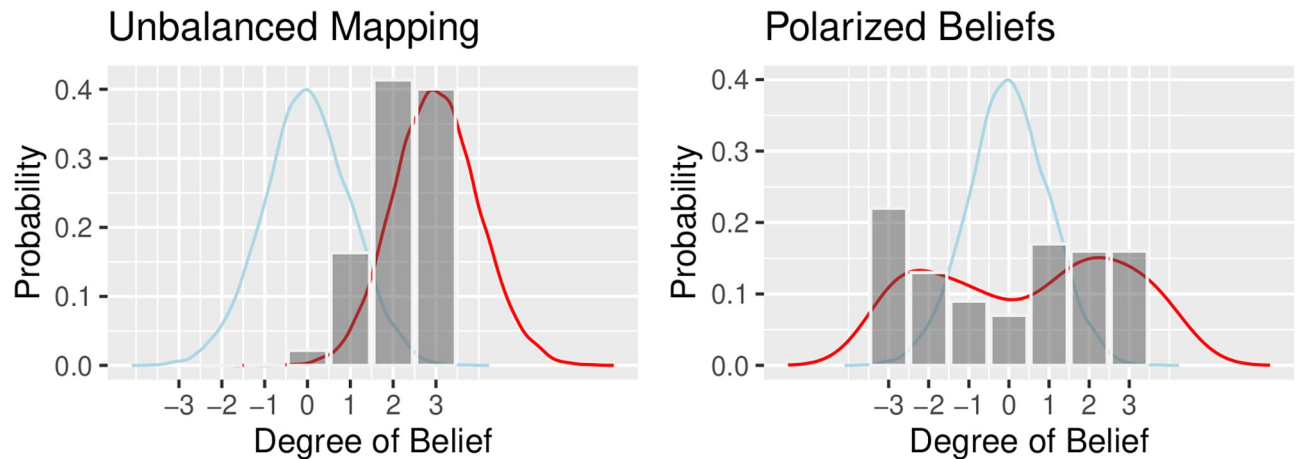 Unbalanced Mapping
Probability
0.4
0.3
0.2
0.1
0.0
−3 −2 −1 0 1 2 3
Degree of Belief
Polarized Beliefs
Probability
0.4
0.3
0.2
0.1
0.0
−3 −2 −1 0 1 2 3
Degree of Belief